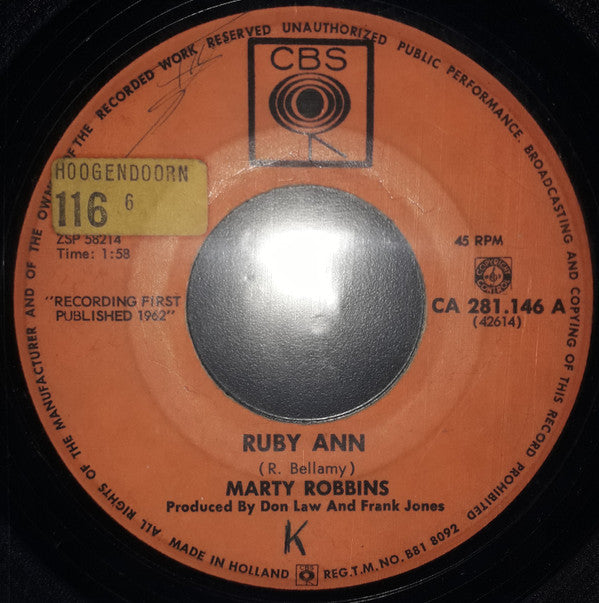 ALL RIGHTS OF THE MANUFACTURER AND OF THE OWNER OF THE RECORDED WORK RESERVED UNAUTHORIZED PUBLIC PERFORMANCE. BROADCASTING AND COPYING OF THIS RECORD PROHIBITED
CBS
HOOGENDOORN
116 6
ZSP 58214
Time: 1:58
45 RPM
"RECORDING FIRST
PUBLISHED 1962"
CA 281.146 A
(42614)
RUBY ANN
(R. Bellamy)
MARTY ROBBINS
Produced By Don Law And Frank Jones
K
MADE IN HOLLAND CBS REG.T.M.NO. B81 8092